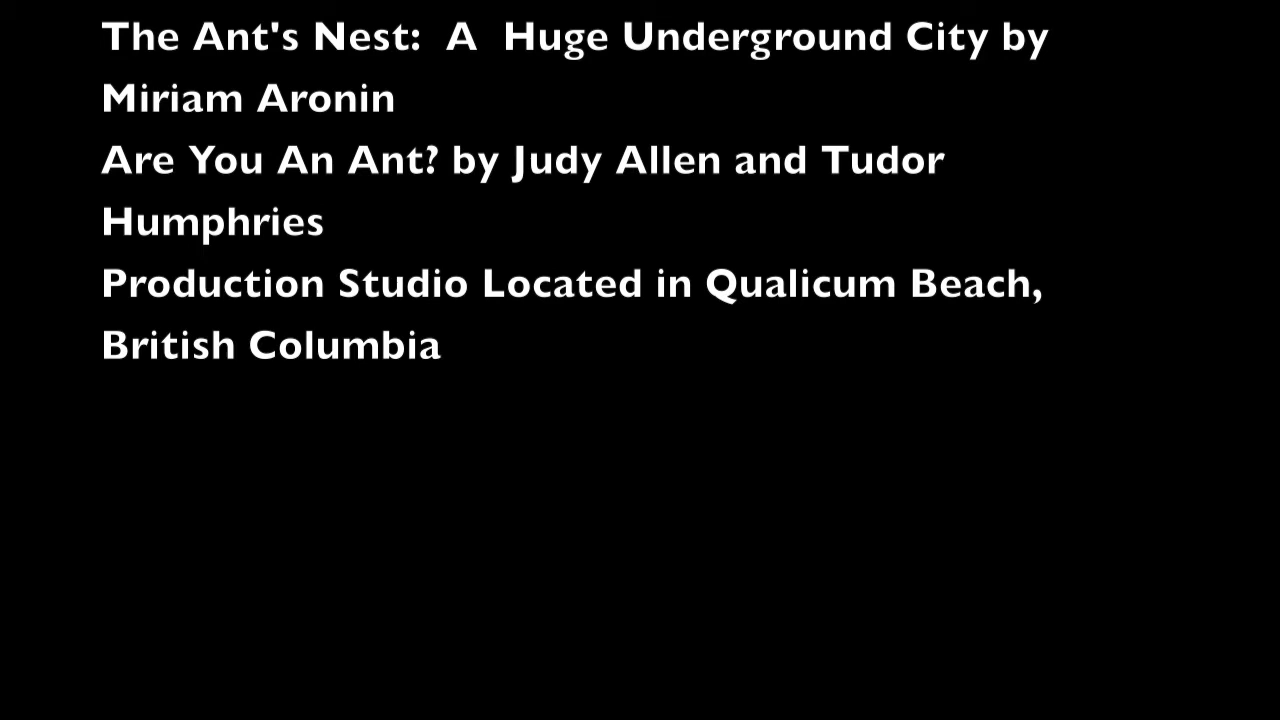 The Ant's Nest:  A  Huge Underground City by
Miriam Aronin
Are You An Ant? by Judy Allen and Tudor
Humphries
Production Studio Located in Qualicum Beach,
British Columbia